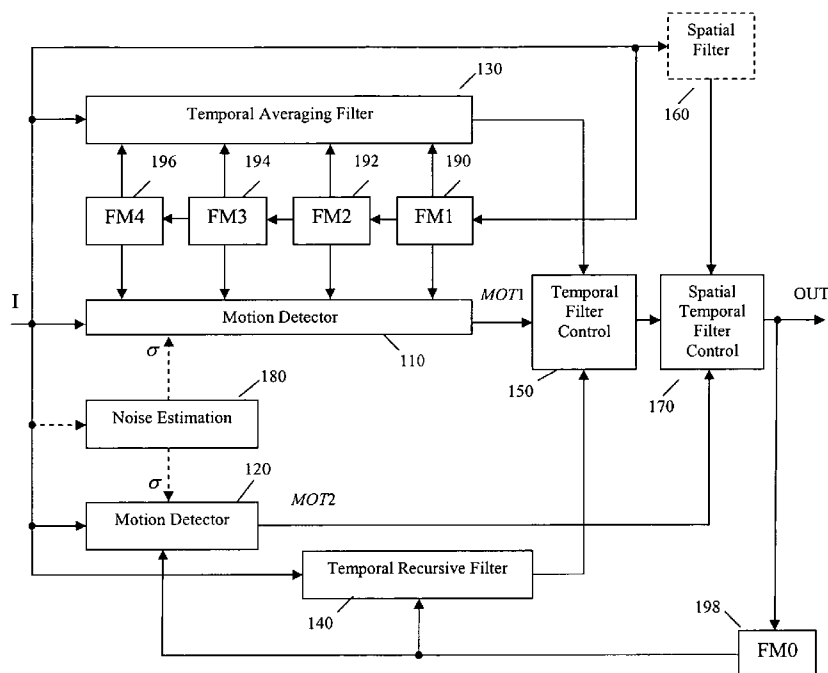 Spatial
Filter
160
130
Temporal Averaging Filter
196
194
192
190
FM4
FM3
FM2
FM1
I
MOT1
Temporal
Filter
Control
Spatial
Temporal
Filter
Control
OUT
Motion Detector
110
150
170
σ
180
Noise Estimation
σ
120
MOT2
Motion Detector
Temporal Recursive Filter
140
198
FM0